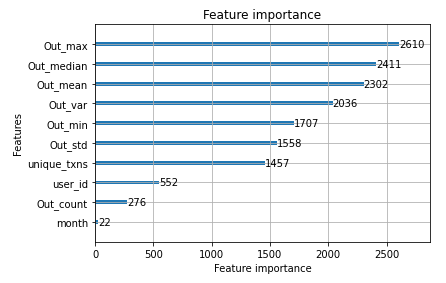 Feature importance
Out_max
2610
Out_median
2411
Out_mean
2302
Out_var
2036
Out_min
1707
Out_std
1558
unique_txns
1457
user_id
552
Out_count
276
month
22
Features
0 500 1000 1500 2000 2500
Feature importance